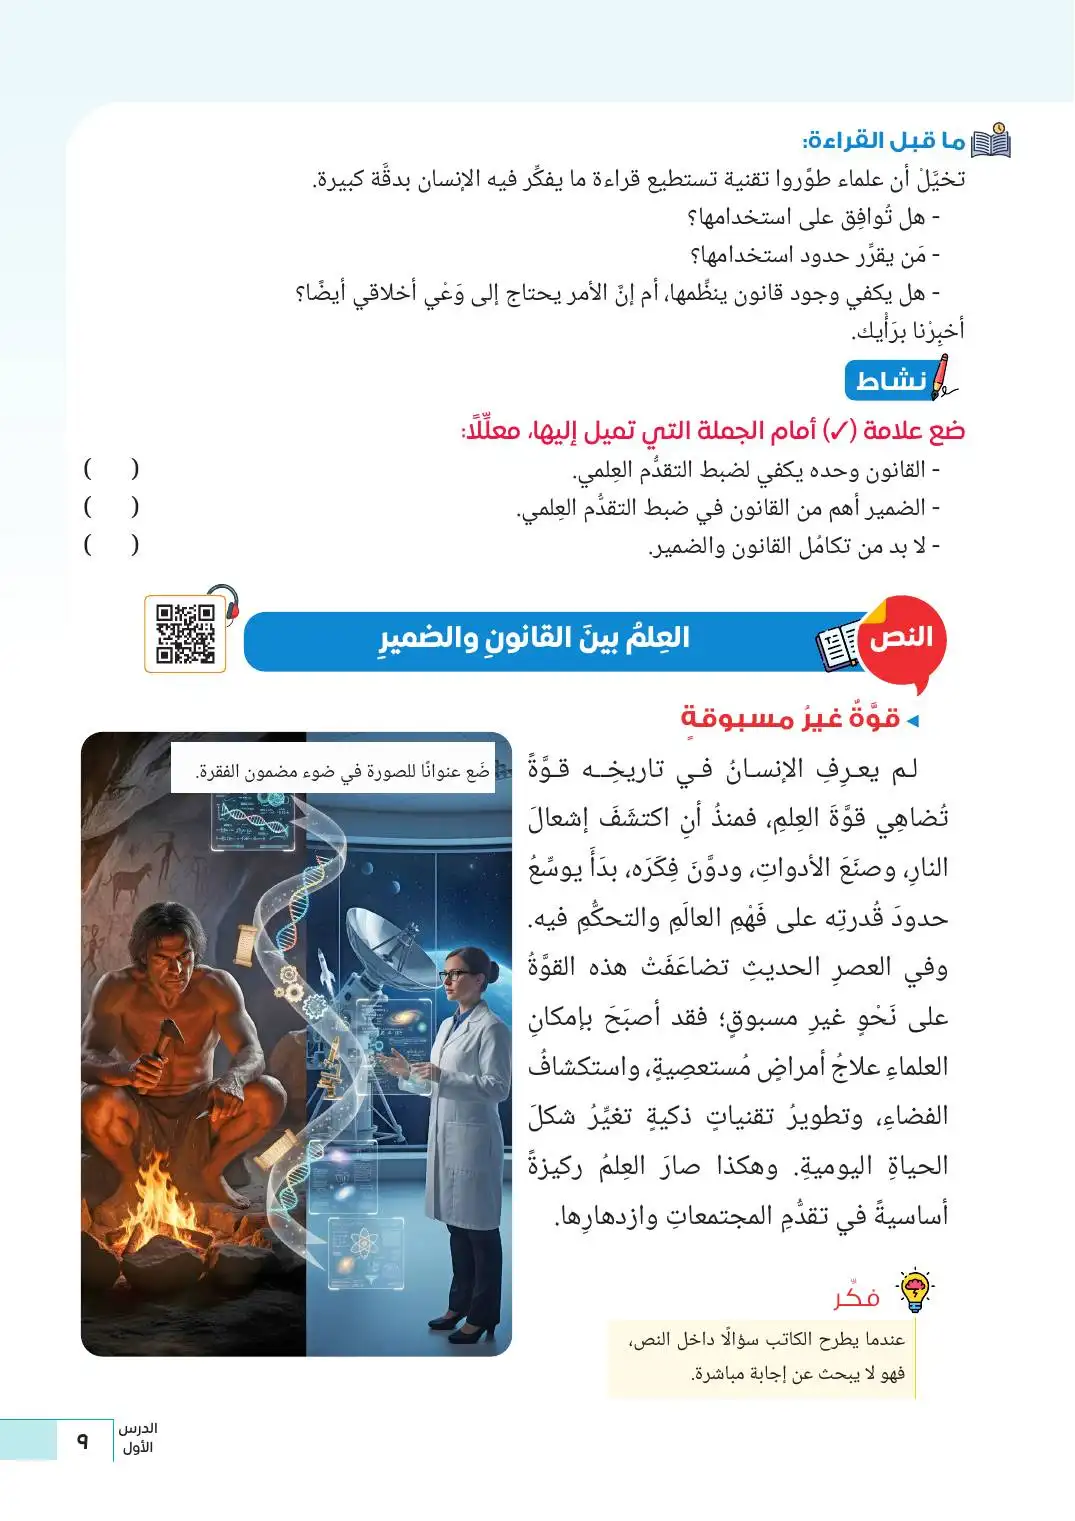 ما قبل القراءة:
تخيَّلْ أن علماء طوَّروا تقنية تستطيع قراءة ما يفكِّر فيه الإنسان بدقَّة كبيرة.
- هل تُوافِق على استخدامها؟
- مَن يقرِّر حدود استخدامها؟
- هل يكفي وجود قانون ينظِّمها، أم إنَّ الأمر يحتاج إلى وَعْي أخلاقي أيضًا؟
أخبِرْنا برَأْيك.
نشاط
ضع علامة (✓) أمام الجملة التي تميل إليها، معلِّلًا:
- القانون وحده يكفي لضبط التقدُّم العِلمي. ( )
- الضمير أهم من القانون في ضبط التقدُّم العِلمي. ( )
- لا بد من تكامُل القانون والضمير. ( )
النص
العِلمُ بينَ القانونِ والضميرِ
قوَّةٌ غيرُ مسبوقةٍ
لم يعرِفِ الإنسانُ في تاريخِه قوَّةً
تُضاهِي قوَّةَ العِلمِ، فمنذُ أنِ اكتشَفَ إشعالَ
النارِ، وصنَعَ الأدواتِ، ودوَّنَ فِكَرَه، بدَأَ يوسِّعُ
حدودَ قُدرتِه على فَهْمِ العالَمِ والتحكُّمِ فيه.
وفي العصرِ الحديثِ تضاعَفَتْ هذه القوَّةُ
على نَحْوٍ غيرِ مسبوقٍ؛ فقد أصبَحَ بإمكانِ
العلماءِ علاجُ أمراضٍ مُستعصِيةٍ، واستكشافُ
الفضاءِ، وتطويرُ تقنياتٍ ذكيةٍ تغيِّرُ شكلَ
الحياةِ اليوميةِ. وهكذا صارَ العِلمُ ركيزةً
أساسيةً في تقدُّمِ المجتمعاتِ وازدهارِها.
- ضَع عنوانًا للصورة في ضوء مضمون الفقرة.
فكِّر
عندما يطرح الكاتب سؤالًا داخل النص،
فهو لا يبحث عن إجابة مباشرة.
الدرس
الأول
٩